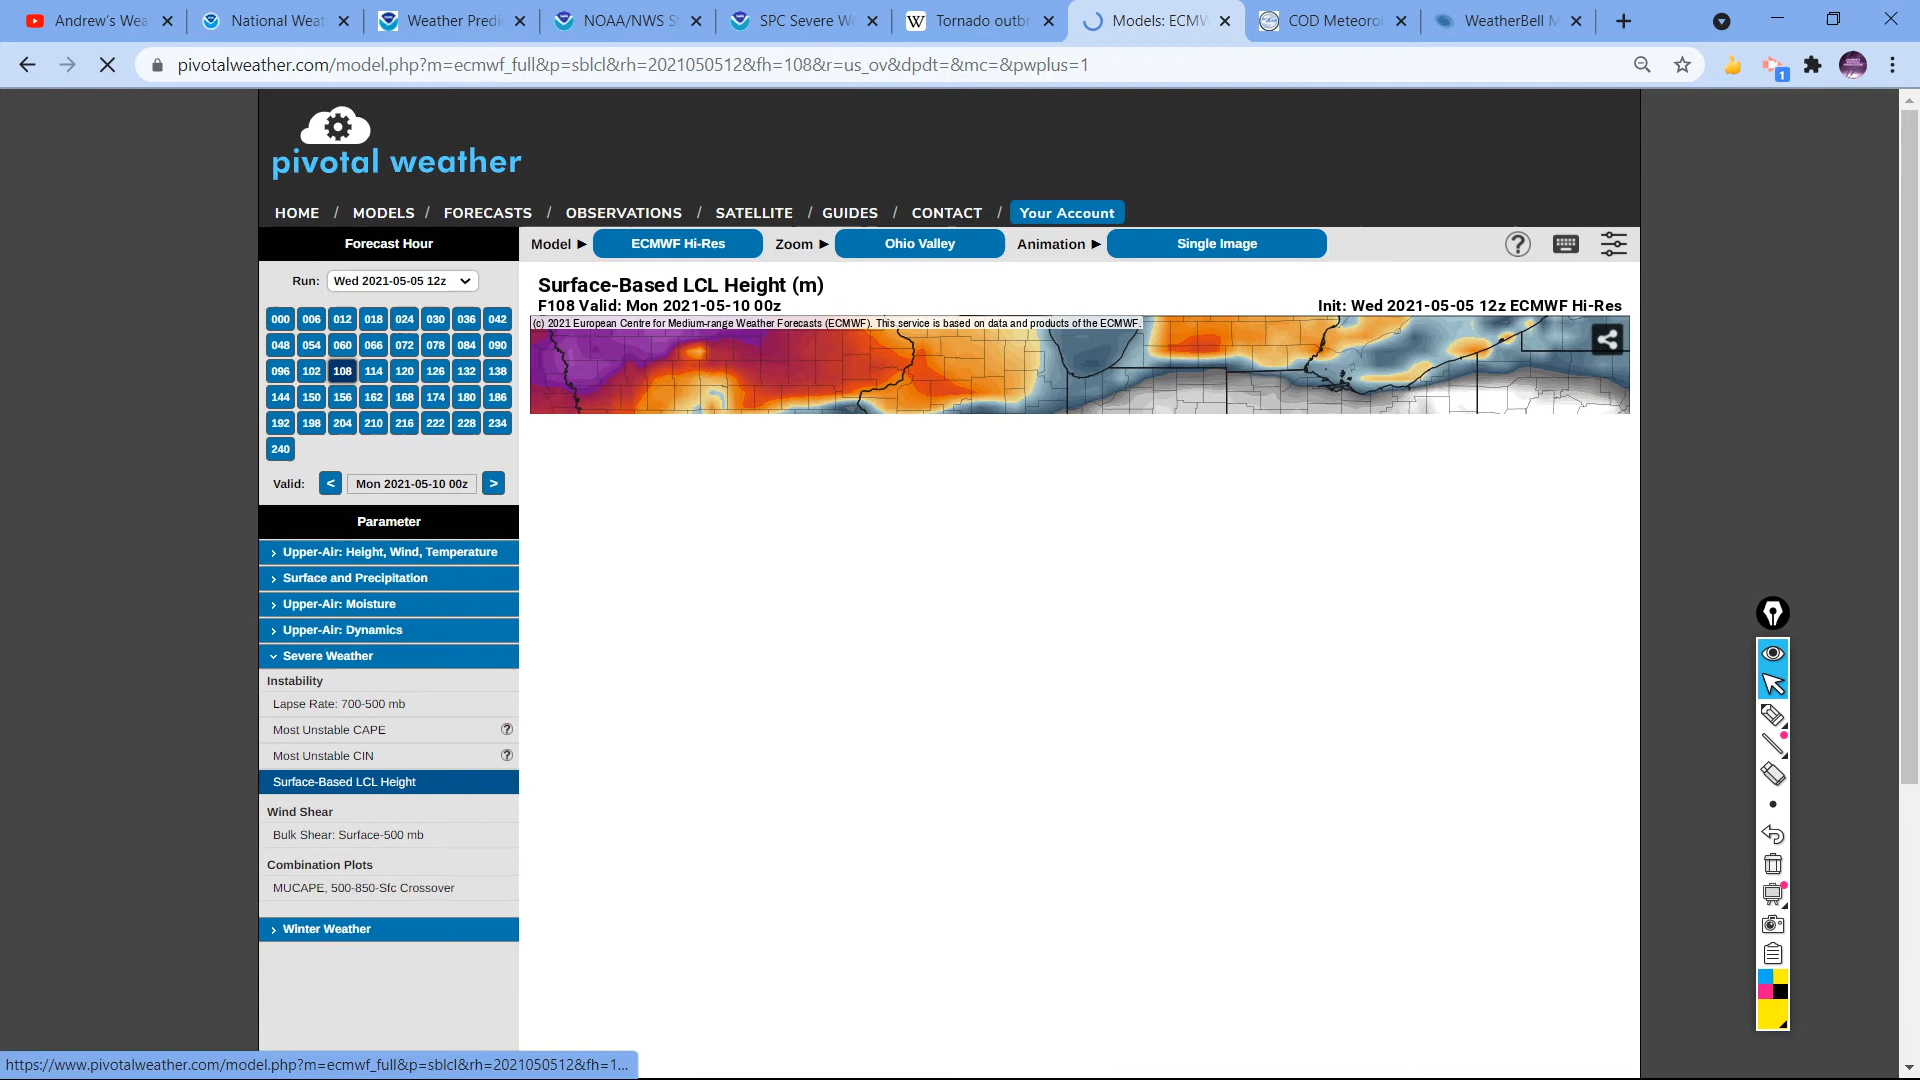 Andrew's Wea
National Weat
Weather Predi
NOAA/NWS S
SPC Severe We
Tornado outb
Models: ECMW
COD Meteorol
WeatherBell M
pivotalweather.com/model.php?m=ecmwf_full&p=sblcl&rh=2021050512&fh=108&r=us_ov&dpdt=&mc=&pwplus=1
1
pivotal weather
HOME / MODELS / FORECASTS / OBSERVATIONS / SATELLITE / GUIDES / CONTACT / Your Account
Forecast Hour
Model ▶ ECMWF Hi-Res Zoom ▶ Ohio Valley Animation ▶ Single Image
Run: Wed 2021-05-05 12z
000 006 012 018 024 030 036 042
048 054 060 066 072 078 084 090
096 102 108 114 120 126 132 138
144 150 156 162 168 174 180 186
192 198 204 210 216 222 228 234
240
Valid: < Mon 2021-05-10 00z >
Parameter
Upper-Air: Height, Wind, Temperature
Surface and Precipitation
Upper-Air: Moisture
Upper-Air: Dynamics
Severe Weather
Instability
Lapse Rate: 700-500 mb
Most Unstable CAPE ?
Most Unstable CIN ?
Surface-Based LCL Height
Wind Shear
Bulk Shear: Surface-500 mb
Combination Plots
MUCAPE, 500-850-Sfc Crossover
Winter Weather
Surface-Based LCL Height (m)
F108 Valid: Mon 2021-05-10 00z
Init: Wed 2021-05-05 12z ECMWF Hi-Res
(c) 2021 European Centre for Medium-range Weather Forecasts (ECMWF). This service is based on data and products of the ECMWF.
https://www.pivotalweather.com/model.php?m=ecmwf_full&p=sblcl&rh=2021050512&fh=1...